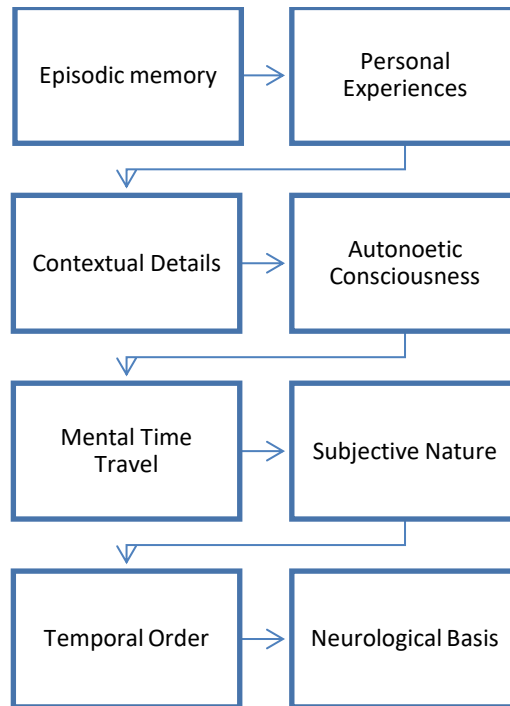 Episodic memory
Personal
Experiences
Contextual Details
Autonoetic
Consciousness
Mental Time
Travel
Subjective Nature
Temporal Order
Neurological Basis